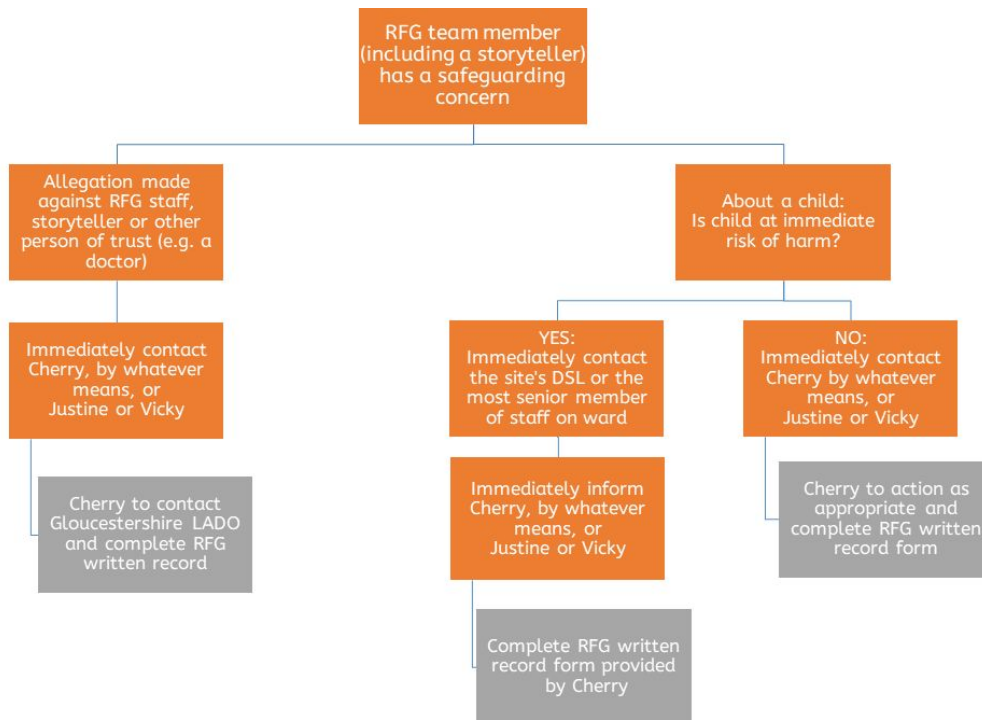 RFG team member
(including a storyteller)
has a safeguarding
concern
Allegation made
against RFG staff,
storyteller or other
person of trust (e.g. a
doctor)
About a child:
Is child at immediate
risk of harm?
Immediately contact
Cherry, by whatever
means, or
Justine or Vicky
YES:
Immediately contact
the site's DSL or the
most senior member
of staff on ward
NO:
Immediately contact
Cherry by whatever
means, or
Justine or Vicky
Cherry to contact
Gloucestershire LADO
and complete RFG
written record
Immediately inform
Cherry, by whatever
means, or
Justine or Vicky
Cherry to action as
appropriate and
complete RFG written
record form
Complete RFG written
record form provided
by Cherry